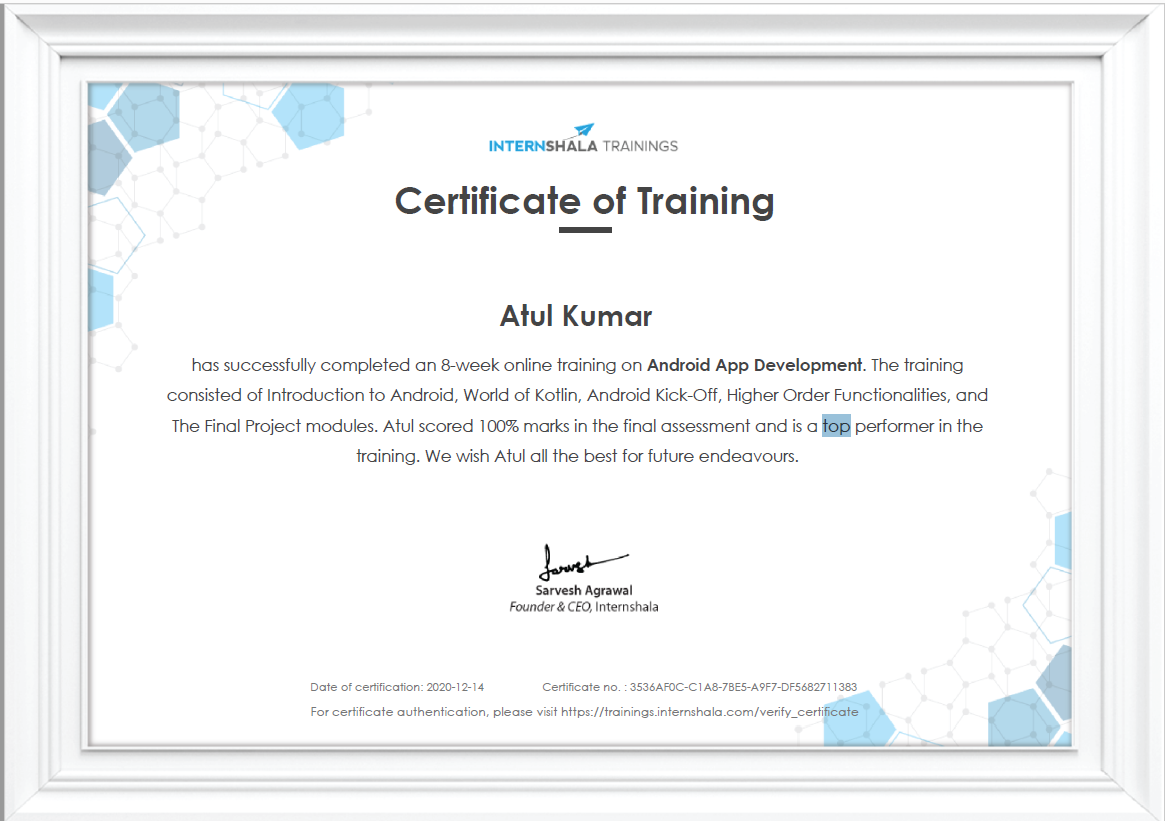 INTERNSHALA TRAININGS
Certificate of Training
Atul Kumar
has successfully completed an 8-week online training on Android App Development. The training
consisted of Introduction to Android, World of Kotlin, Android Kick-Off, Higher Order Functionalities, and
The Final Project modules. Atul scored 100% marks in the final assessment and is a top performer in the
training. We wish Atul all the best for future endeavours.
Sarvesh
Sarvesh Agrawal
Founder & CEO, Internshala
Date of certification: 2020-12-14 Certificate no. : 3536AF0C-C1A8-7BE5-A9F7-DF5682711383
For certificate authentication, please visit https://trainings.internshala.com/verify_certificate